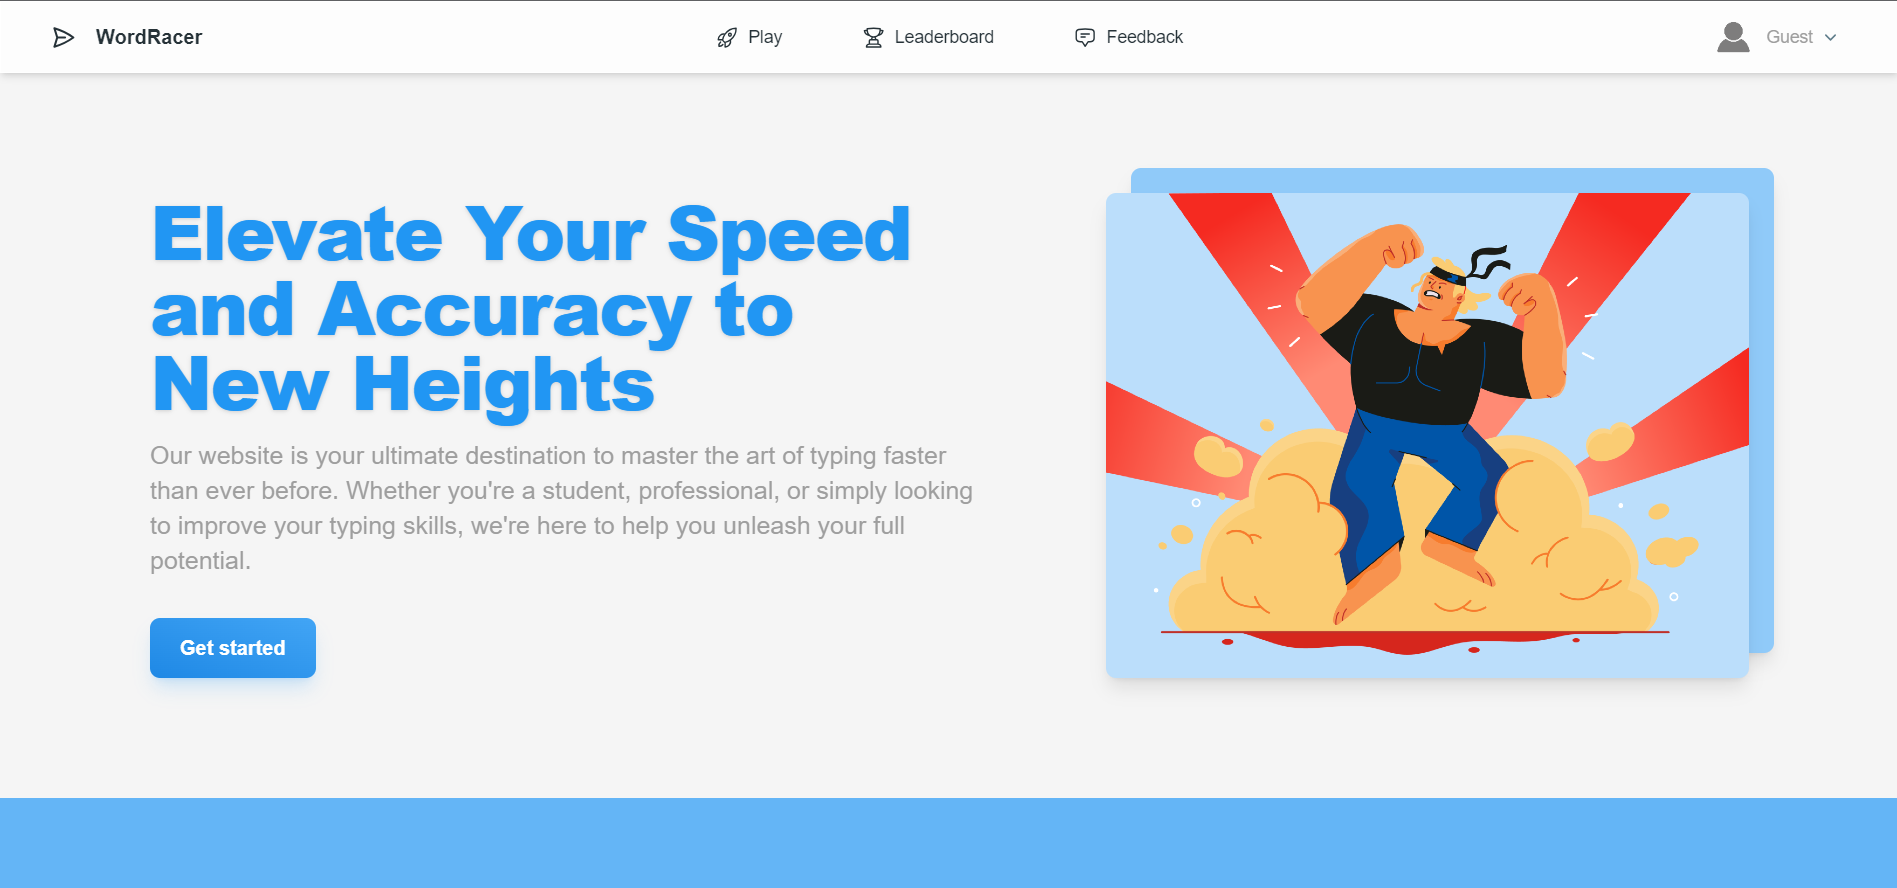 WordRacer
Play
Leaderboard
Feedback
Guest
Elevate Your Speed
and Accuracy to
New Heights
Our website is your ultimate destination to master the art of typing faster
than ever before. Whether you're a student, professional, or simply looking
to improve your typing skills, we're here to help you unleash your full
potential.
Get started